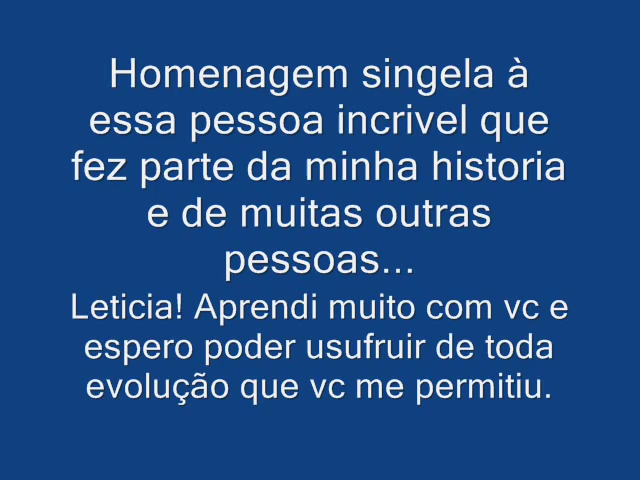 Homenagem singela à
essa pessoa incrivel que
fez parte da minha historia
e de muitas outras
pessoas...
Leticia! Aprendi muito com vc e
espero poder usufruir de toda
evolução que vc me permitiu.